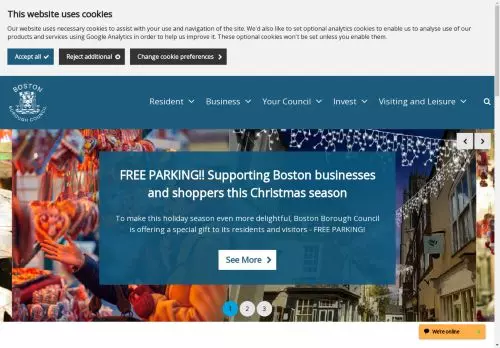 This website uses cookies
Our website uses necessary cookies to assist with your use and navigation of the site. We'd also like to set optional analytics cookies to enable us to analyse use of our
products and services using Google Analytics in order to help us improve it. These optional cookies won't be set unless you enable them.
Accept all
Reject additional
Change cookie preferences
BOSTON
BOROUGH COUNCIL
Resident
Business
Your Council
Invest
Visiting and Leisure
FREE PARKING!! Supporting Boston businesses
and shoppers this Christmas season
To make this holiday season even more delightful, Boston Borough Council
is offering a special gift to its residents and visitors - FREE PARKING!
See More
1 2 3
We're online